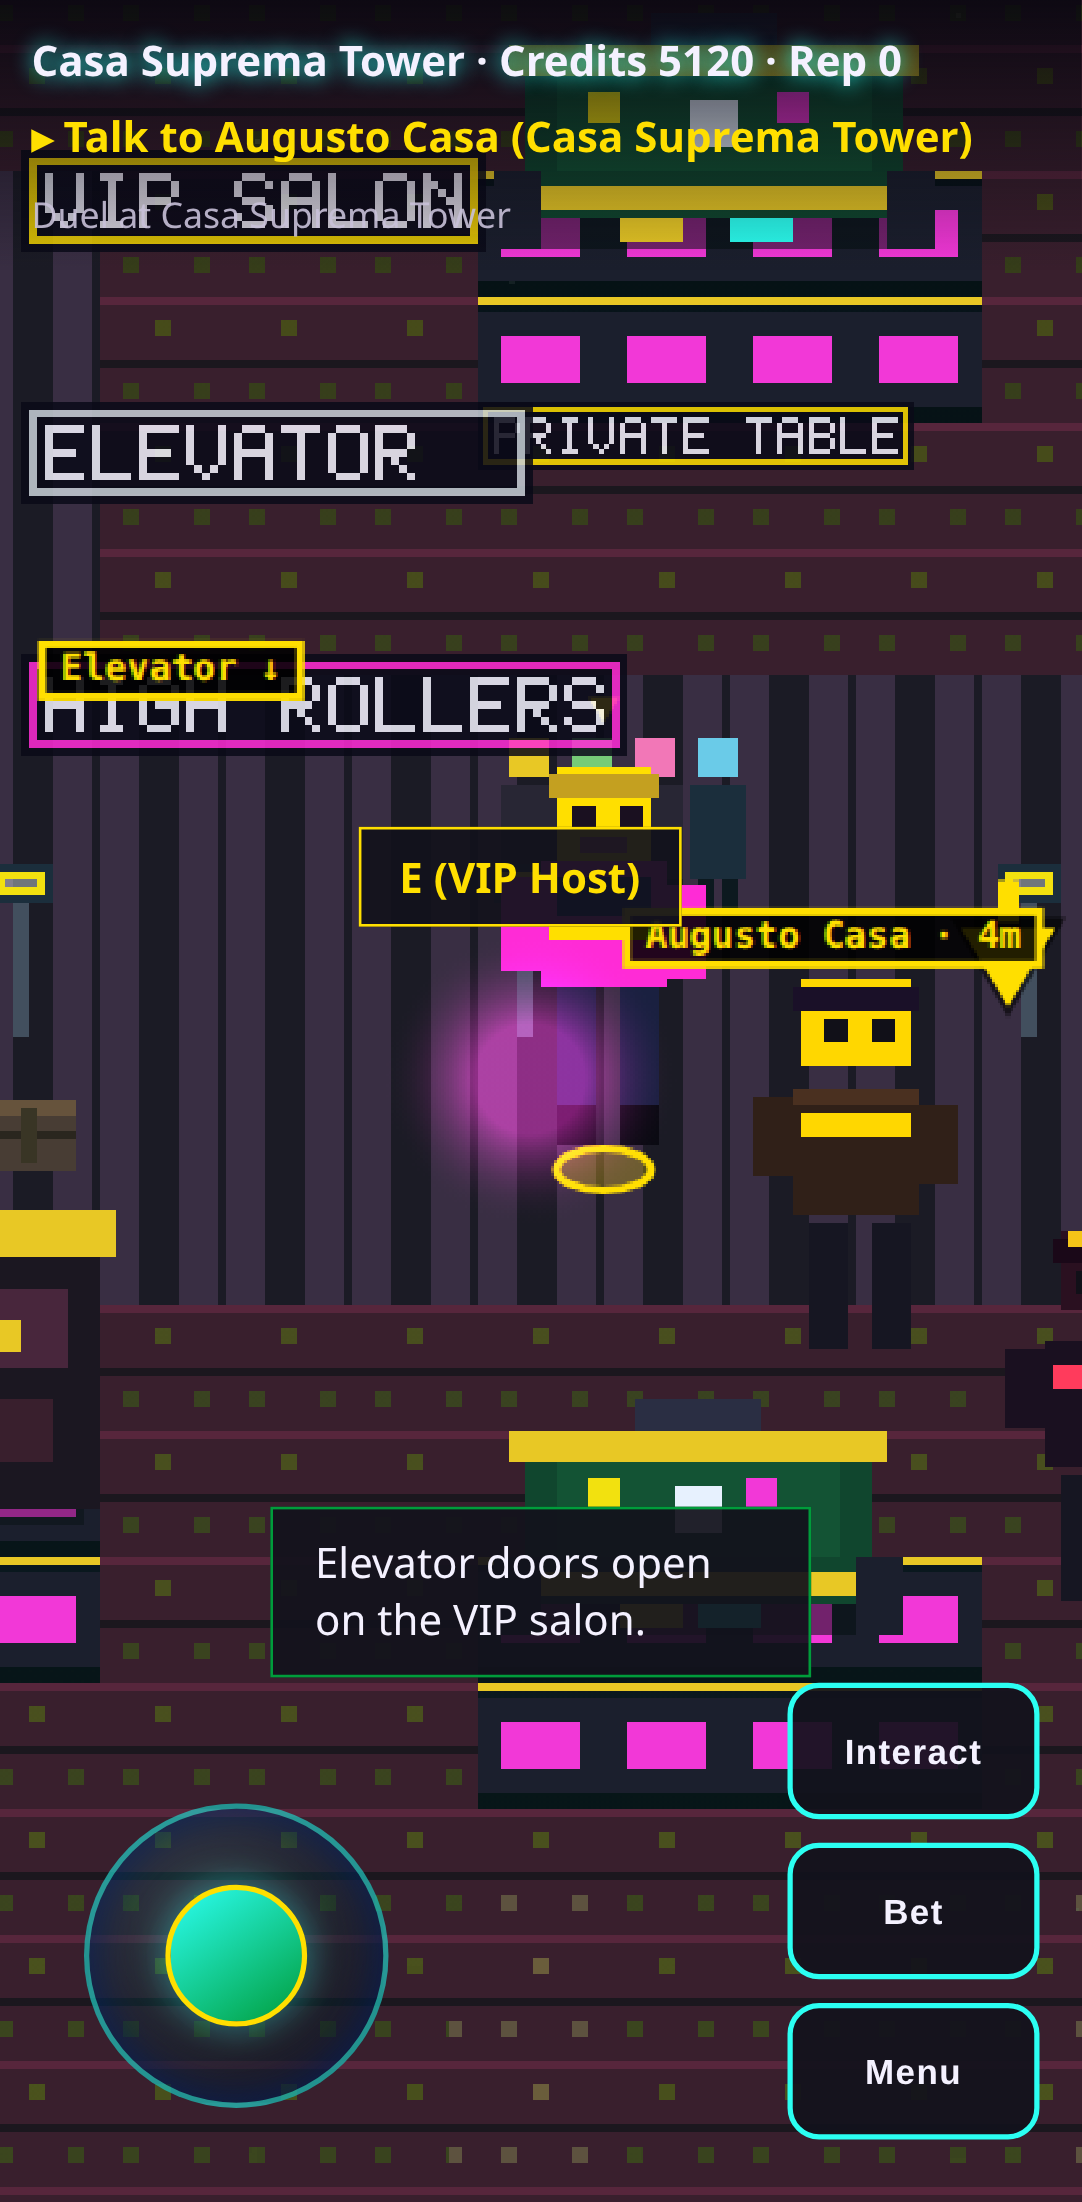 Casa Suprema Tower · Credits 5120 · Rep 0
▸ Talk to Augusto Casa (Casa Suprema Tower)
VIP SALON
Duel at Casa Suprema Tower
ELEVATOR
PRIVATE TABLE
Elevator ↓
HIGH ROLLERS
E (VIP Host)
Augusto Casa · 4m
Elevator doors open
on the VIP salon.
Interact
Bet
Menu